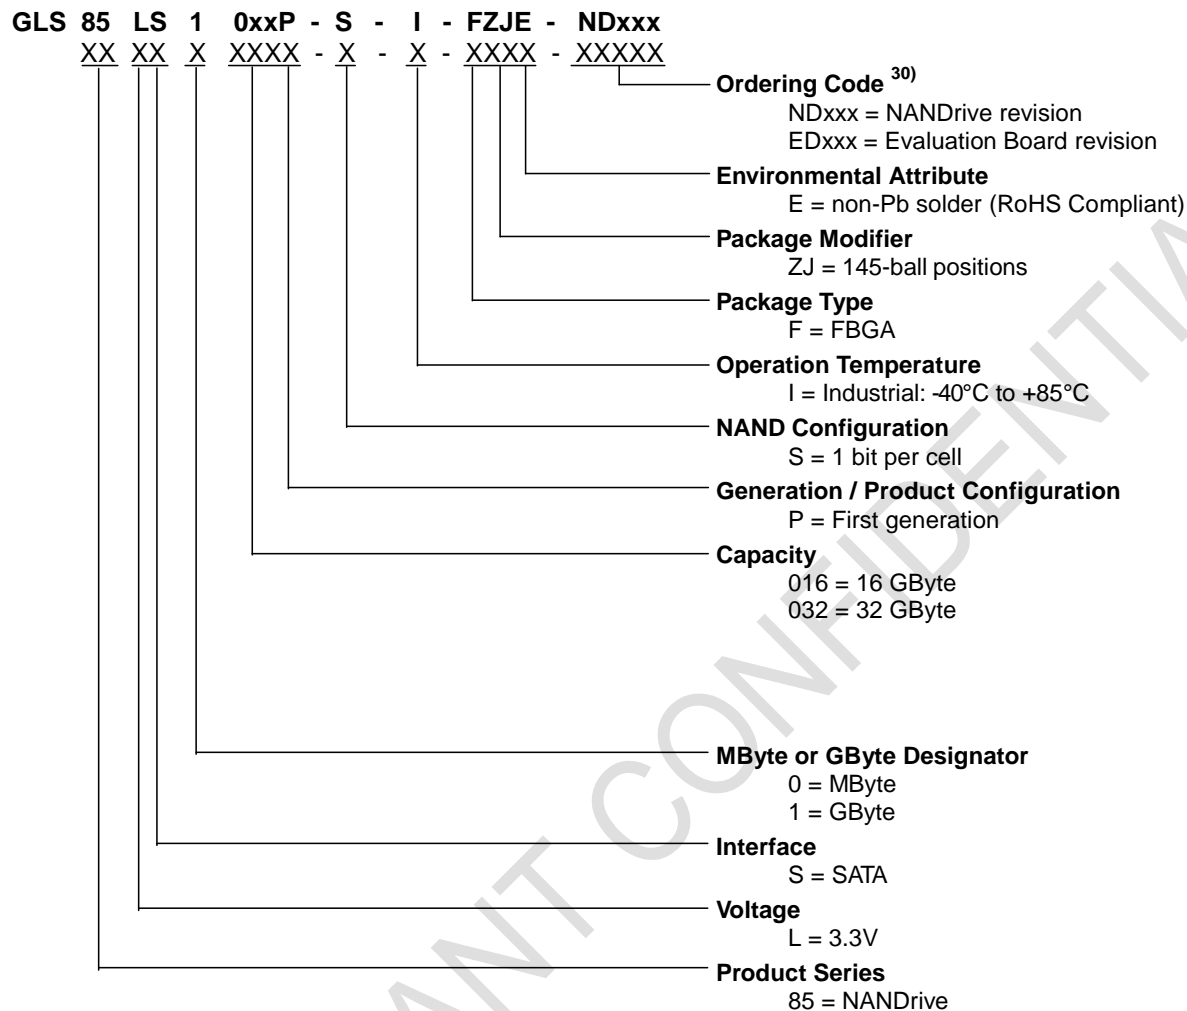 GLS 85 LS 1 0xxP - S - I - FZJE - NDxxx
XX XX X XXXX - X - X - XXXX - XXXXX
Ordering Code 30)
NDxxx = NANDrive revision
EDxxx = Evaluation Board revision
Environmental Attribute
E = non-Pb solder (RoHS Compliant)
Package Modifier
ZJ = 145-ball positions
Package Type
F = FBGA
Operation Temperature
I = Industrial: -40°C to +85°C
NAND Configuration
S = 1 bit per cell
Generation / Product Configuration
P = First generation
Capacity
016 = 16 GByte
032 = 32 GByte
MByte or GByte Designator
0 = MByte
1 = GByte
Interface
S = SATA
Voltage
L = 3.3V
Product Series
85 = NANDrive
ANT CONFIDENTIA